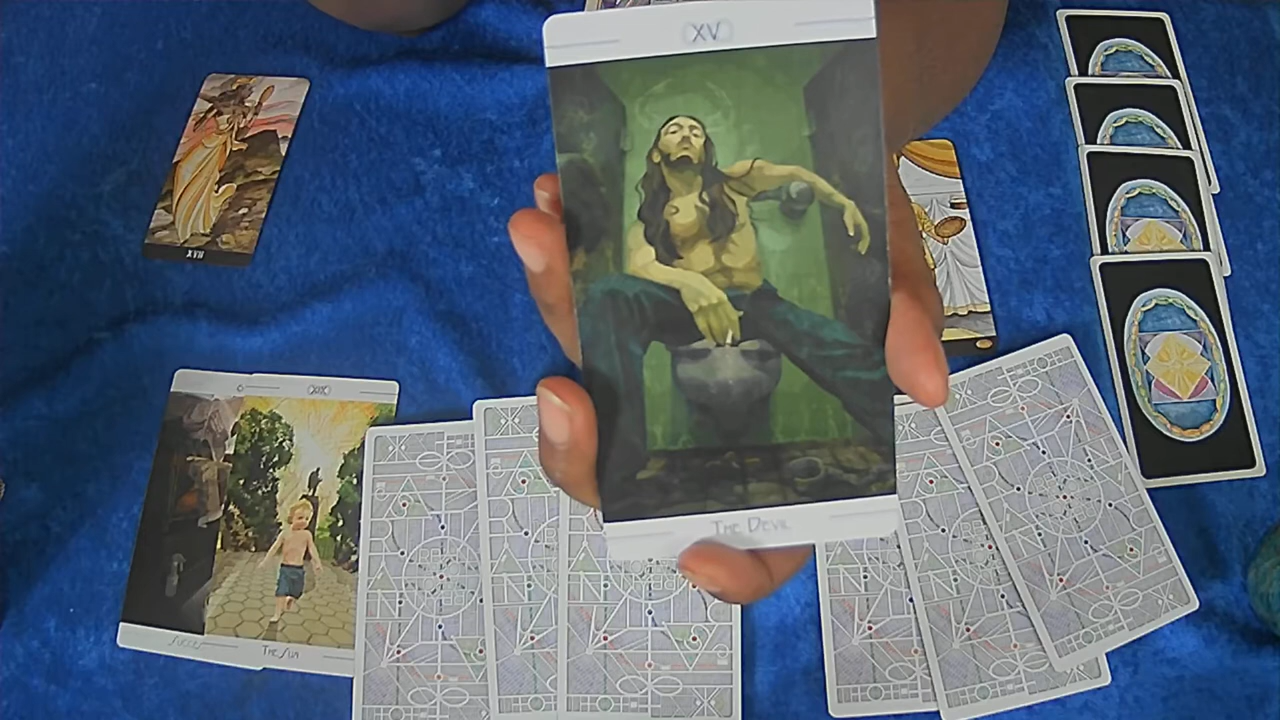 XV
XVII
XIX
The Devil
The Sun